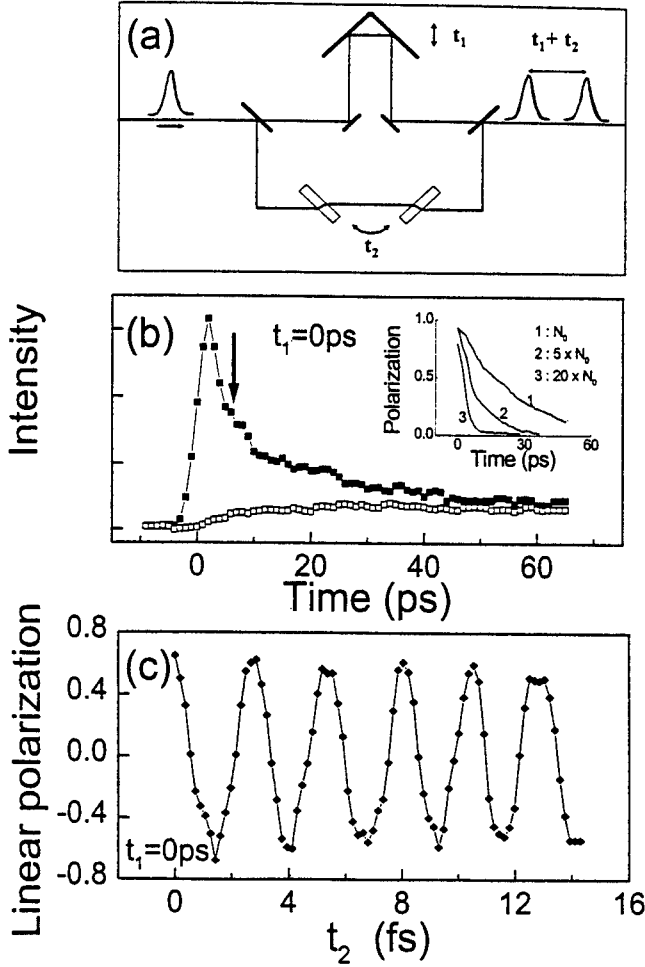 (a)
t₁
t₁+ t₂
t₂
(b)
t₁=0ps
Intensity
0
20
40
60
Time (ps)
Polarization
1.0
0.5
0.0
1 : N₀
2 : 5 x N₀
3 : 20 x N₀
1
2
3
0
30
60
Time (ps)
(c)
Linear polarization
0.8
0.4
0.0
-0.4
-0.8
t₁=0ps
0
4
8
12
16
t₂ (fs)